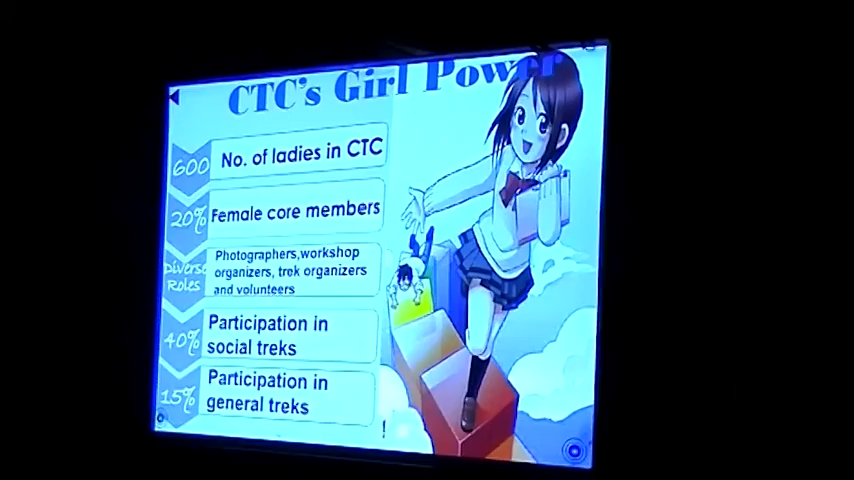 CTC's Girl Power
600
No. of ladies in CTC
20%
Female core members
Diverse
Roles
Photographers,workshop
organizers, trek organizers
and volunteers
40%
Participation in
social treks
15%
Participation in
general treks
!